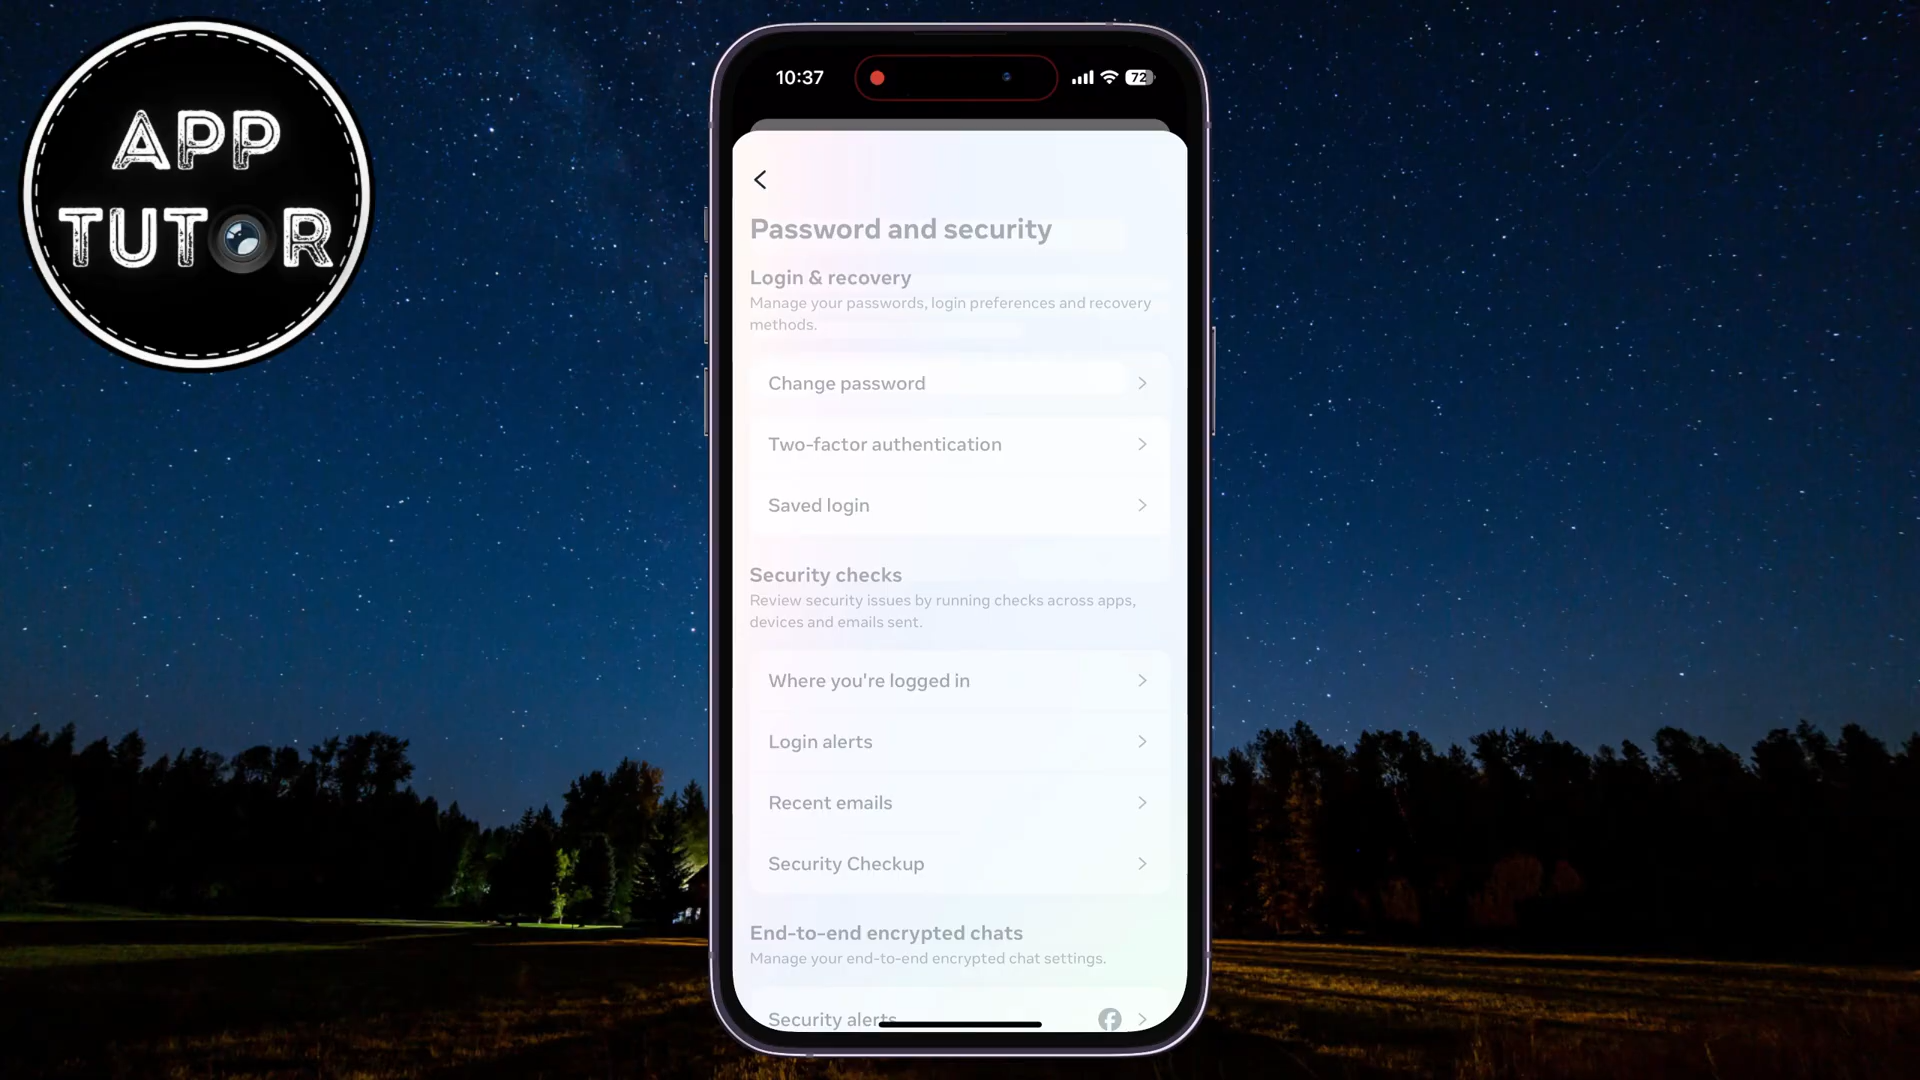 APP
TUTOR
10:37
72
Password and security
Login & recovery
Manage your passwords, login preferences and recovery
methods.
Change password
Two-factor authentication
Saved login
Security checks
Review security issues by running checks across apps,
devices and emails sent.
Where you're logged in
Login alerts
Recent emails
Security Checkup
End-to-end encrypted chats
Manage your end-to-end encrypted chat settings.
Security alerts